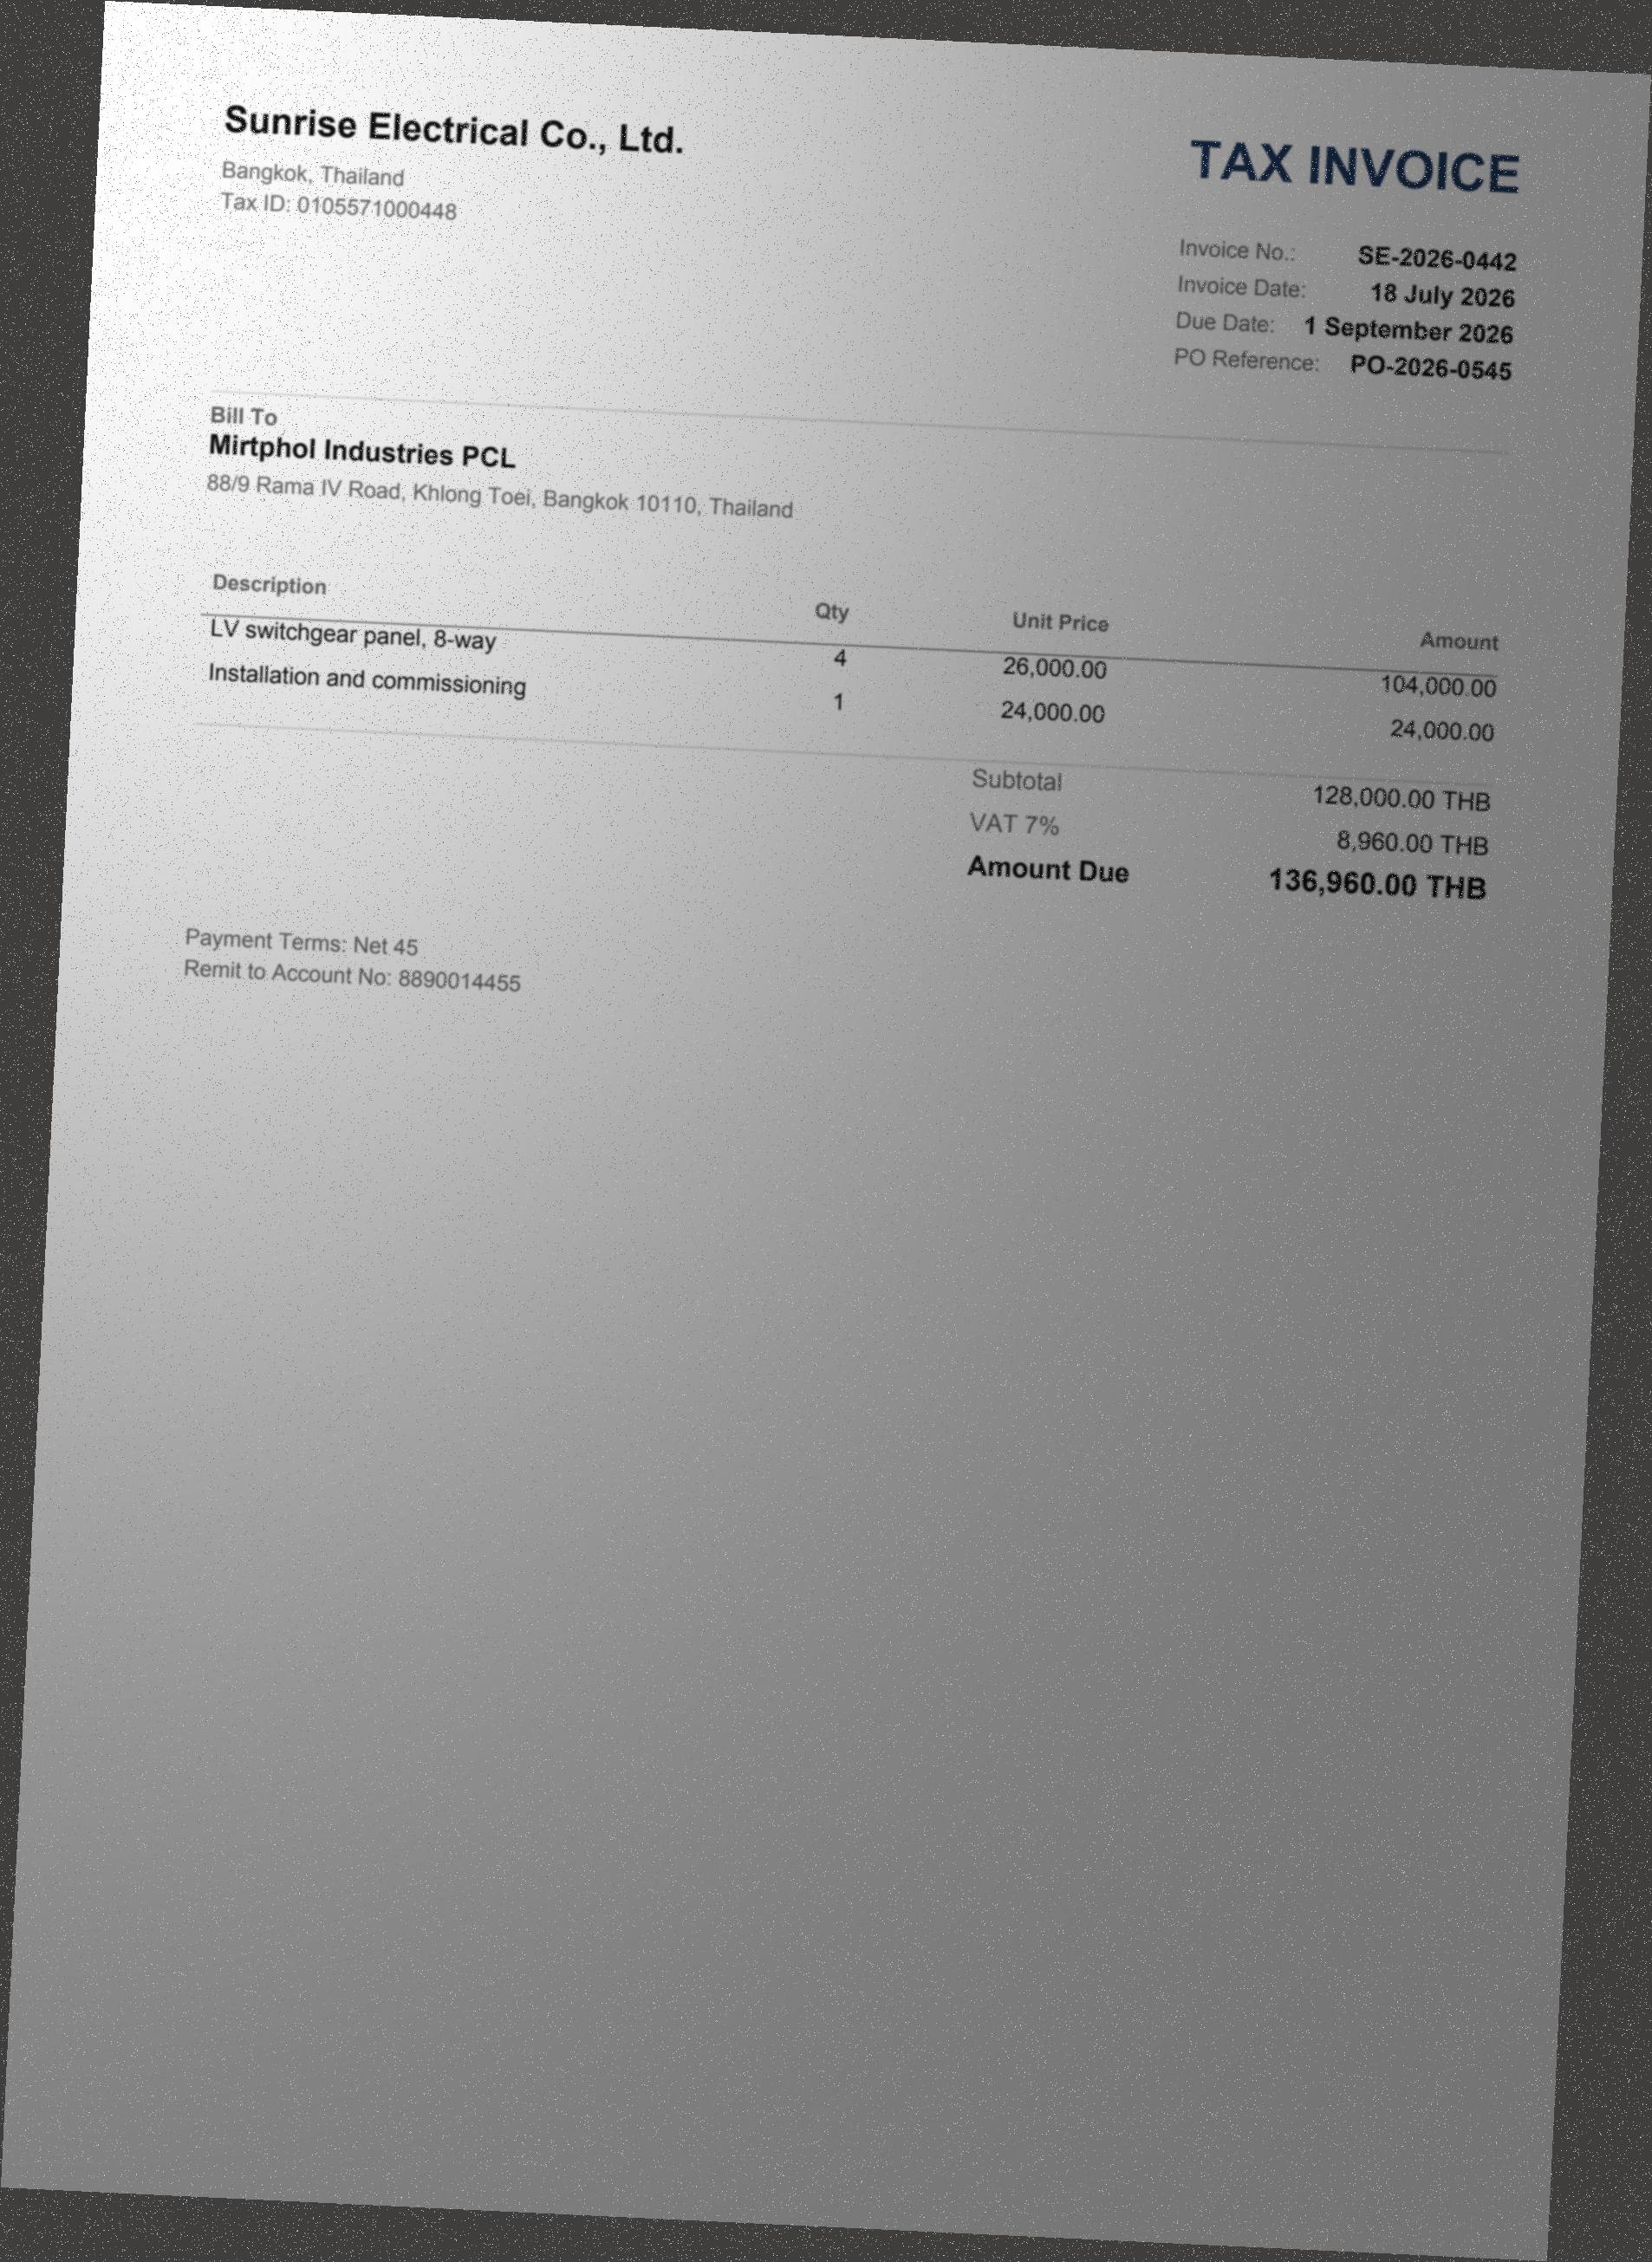 Sunrise Electrical Co., Ltd.
Bangkok, Thailand
Tax ID: 0105571000448
TAX INVOICE
Invoice No.: SE-2026-0442
Invoice Date: 18 July 2026
Due Date: 1 September 2026
PO Reference: PO-2026-0545
Bill To
Mirtphol Industries PCL
88/9 Rama IV Road, Khlong Toei, Bangkok 10110, Thailand
Description Qty Unit Price Amount
LV switchgear panel, 8-way 4 26,000.00 104,000.00
Installation and commissioning 1 24,000.00 24,000.00
Subtotal 128,000.00 THB
VAT 7% 8,960.00 THB
Amount Due 136,960.00 THB
Payment Terms: Net 45
Remit to Account No: 8890014455